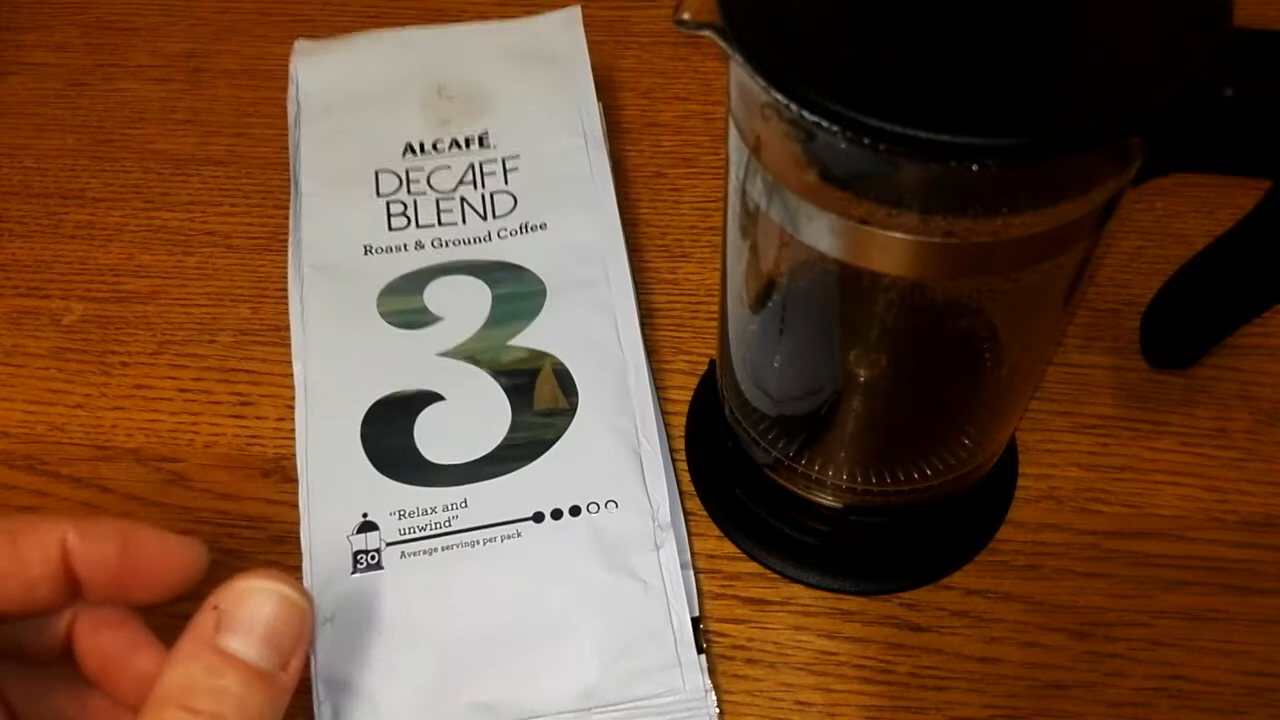 ALCAFÉ
DECAFF
BLEND
Roast & Ground Coffee
3
"Relax and
unwind"
30
Average servings per pack